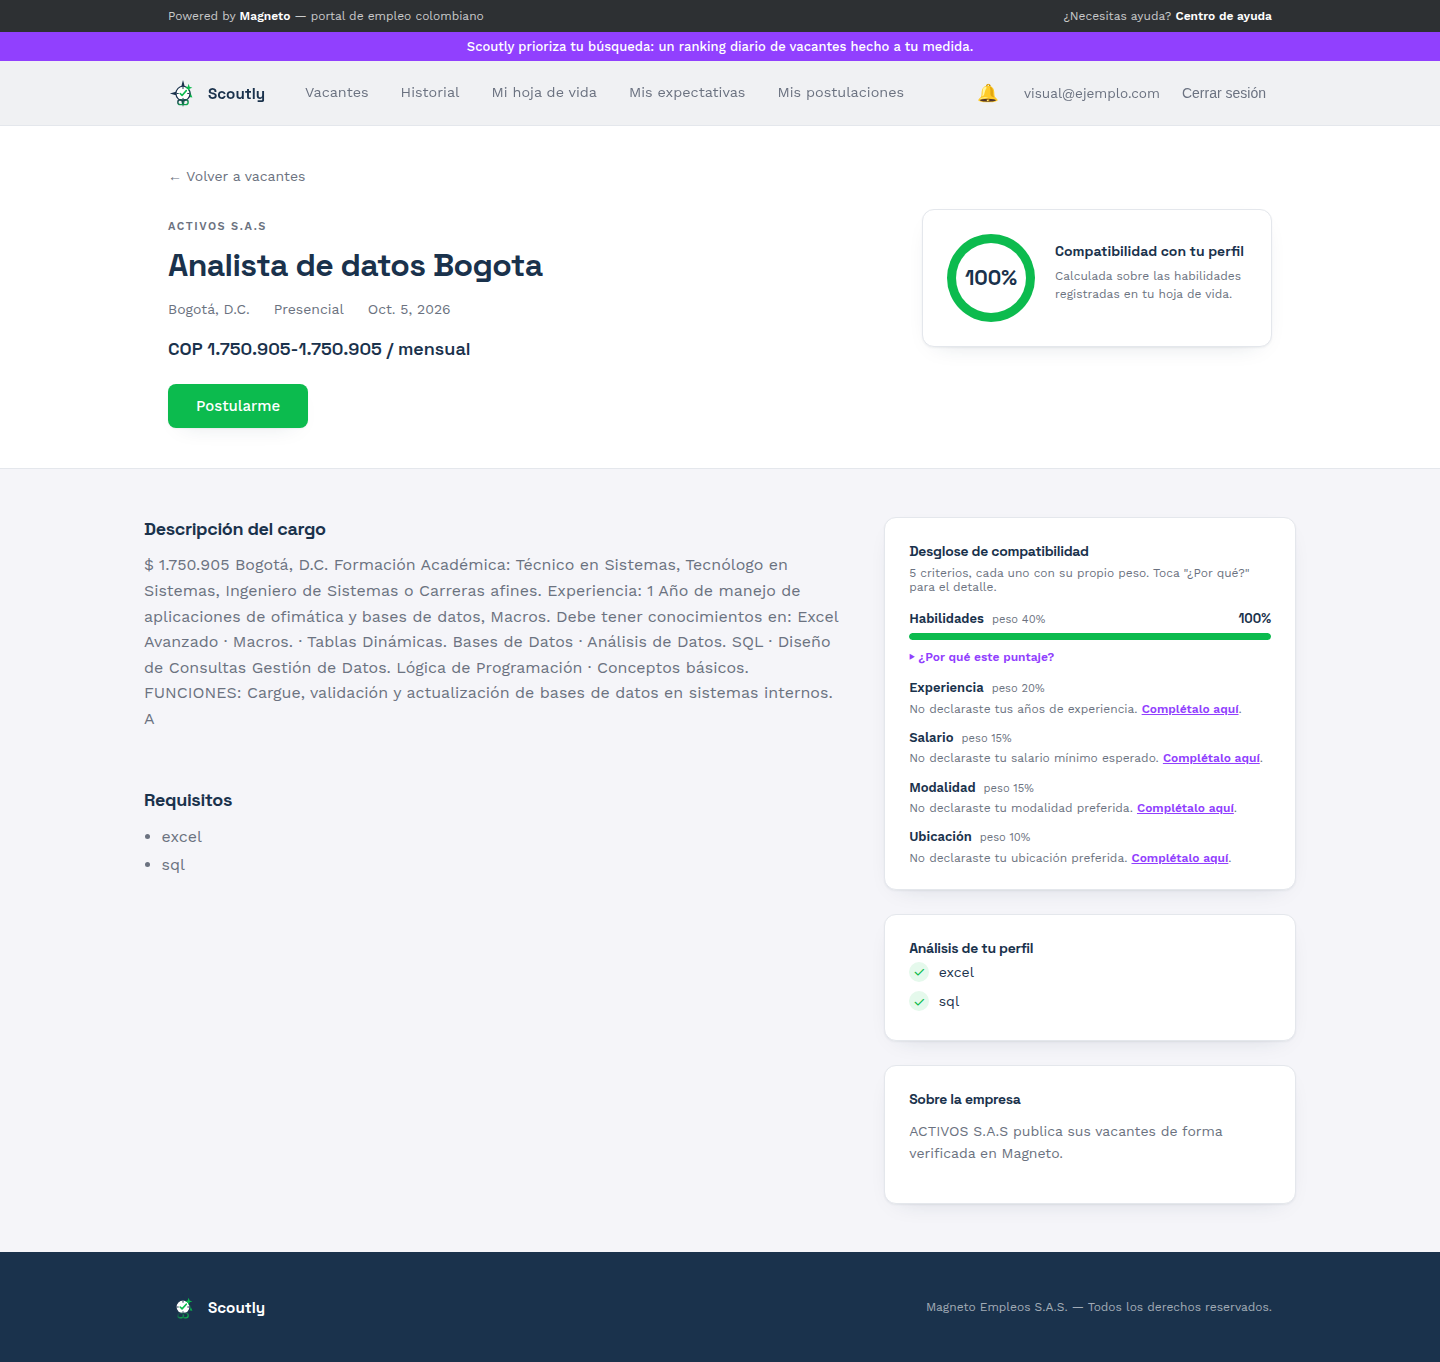 Powered by Magneto — portal de empleo colombiano
¿Necesitas ayuda? Centro de ayuda
Scoutly prioriza tu búsqueda: un ranking diario de vacantes hecho a tu medida.
Scoutly
Vacantes
Historial
Mi hoja de vida
Mis expectativas
Mis postulaciones
visual@ejemplo.com
Cerrar sesión
← Volver a vacantes
ACTIVOS S.A.S
Analista de datos Bogota
Bogotá, D.C.
Presencial
Oct. 5, 2026
COP 1.750.905-1.750.905 / mensual
Postularme
100%
Compatibilidad con tu perfil
Calculada sobre las habilidades
registradas en tu hoja de vida.
Descripción del cargo
$ 1.750.905 Bogotá, D.C. Formación Académica: Técnico en Sistemas, Tecnólogo en
Sistemas, Ingeniero de Sistemas o Carreras afines. Experiencia: 1 Año de manejo de
aplicaciones de ofimática y bases de datos, Macros. Debe tener conocimientos en: Excel
Avanzado · Macros. · Tablas Dinámicas. Bases de Datos · Análisis de Datos. SQL · Diseño
de Consultas Gestión de Datos. Lógica de Programación · Conceptos básicos.
FUNCIONES: Cargue, validación y actualización de bases de datos en sistemas internos.
A
Requisitos
• excel
• sql
Desglose de compatibilidad
5 criterios, cada uno con su propio peso. Toca "¿Por qué?"
para el detalle.
Habilidades peso 40% 100%
▸ ¿Por qué este puntaje?
Experiencia peso 20%
No declaraste tus años de experiencia. Complétalo aquí.
Salario peso 15%
No declaraste tu salario mínimo esperado. Complétalo aquí.
Modalidad peso 15%
No declaraste tu modalidad preferida. Complétalo aquí.
Ubicación peso 10%
No declaraste tu ubicación preferida. Complétalo aquí.
Análisis de tu perfil
excel
sql
Sobre la empresa
ACTIVOS S.A.S publica sus vacantes de forma
verificada en Magneto.
Scoutly
Magneto Empleos S.A.S. — Todos los derechos reservados.